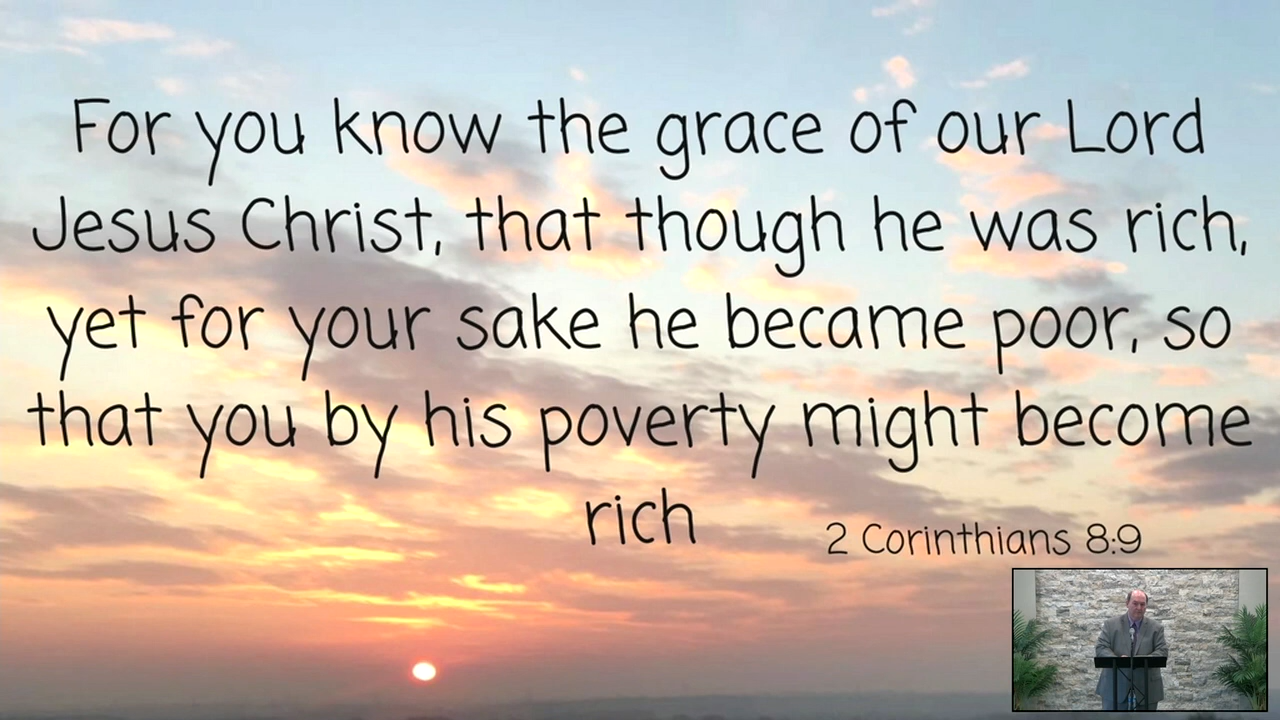 For you know the grace of our Lord
Jesus Christ, that though he was rich,
yet for your sake he became poor, so
that you by his poverty might become
rich
2 Corinthians 8:9